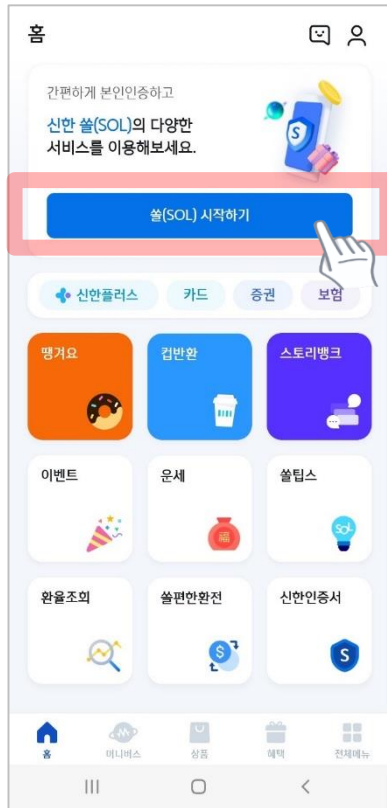 홈
간편하게 본인인증하고
신한 쏠(SOL)의 다양한
서비스를 이용해보세요.
S
쏠(SOL) 시작하기
신한플러스
카드
증권
보험
땡겨요
컵반환
스토리뱅크
이벤트
운세
쏠팁스
福
SOL
환율조회
쏠편한환전
신한인증서
$
S
홈
머니버스
상품
혜택
전체메뉴